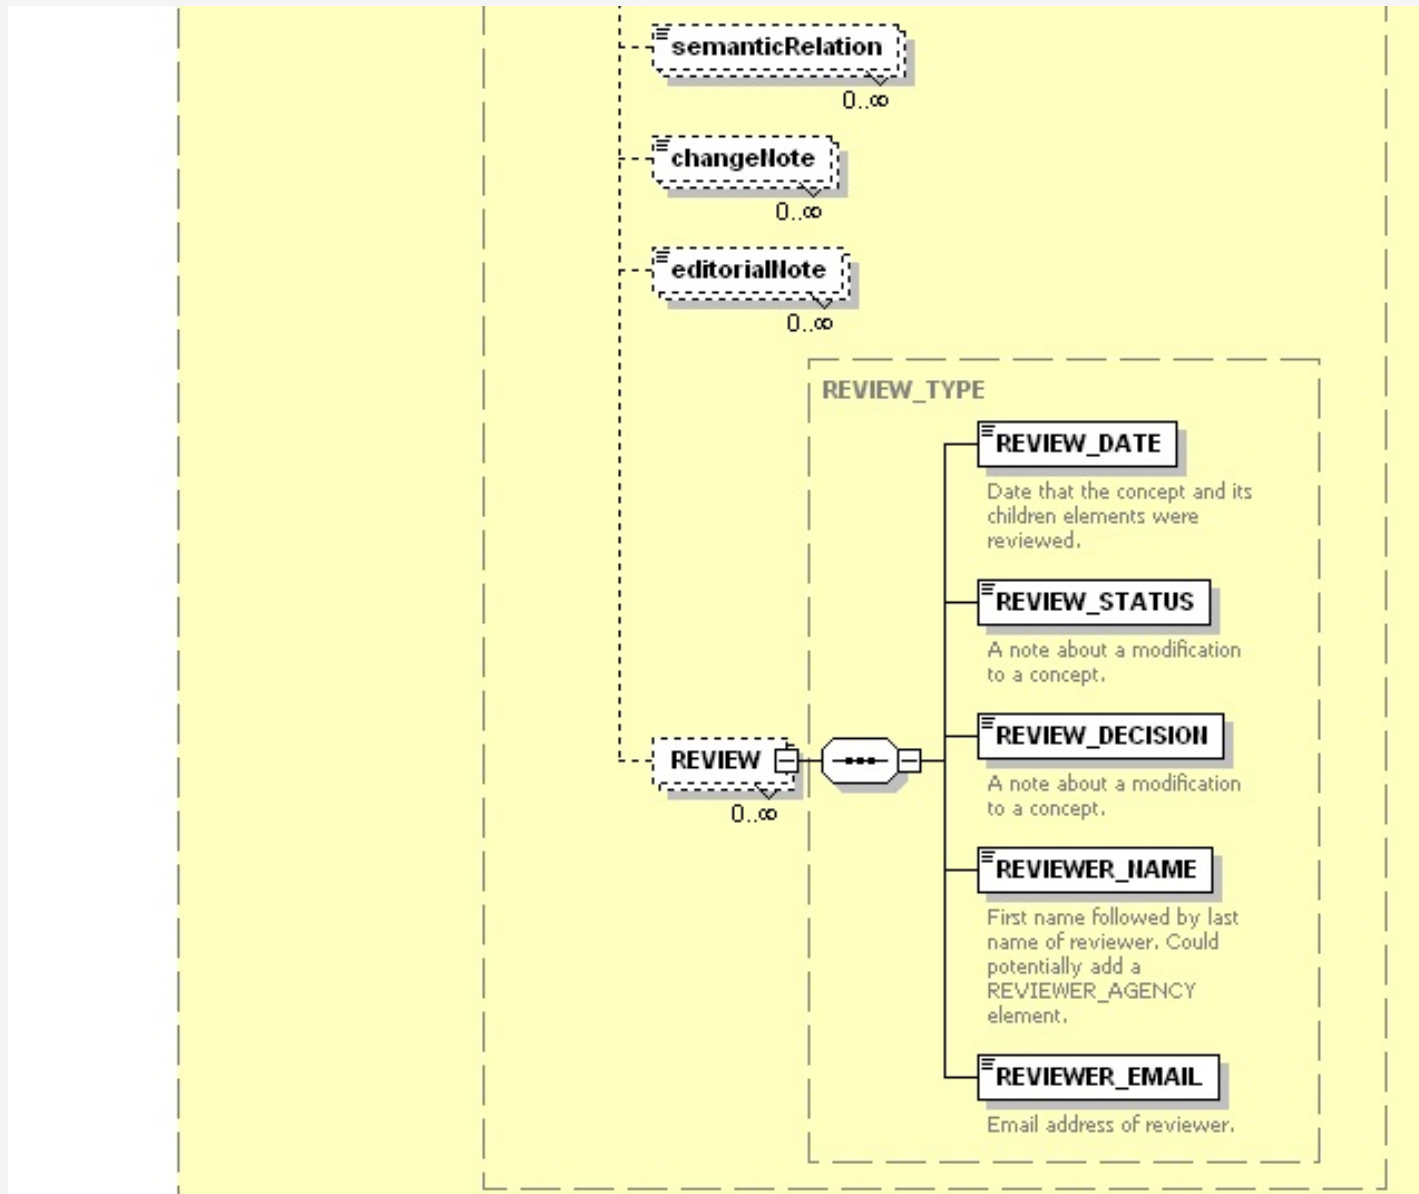 semanticRelation
0..∞
changeNote
0..∞
editorialNote
0..∞
REVIEW_TYPE
REVIEW_DATE
Date that the concept and its
children elements were
reviewed.
REVIEW_STATUS
A note about a modification
to a concept.
REVIEW_DECISION
A note about a modification
to a concept.
REVIEW
0..∞
REVIEWER_NAME
First name followed by last
name of reviewer. Could
potentially add a
REVIEWER_AGENCY
element.
REVIEWER_EMAIL
Email address of reviewer.